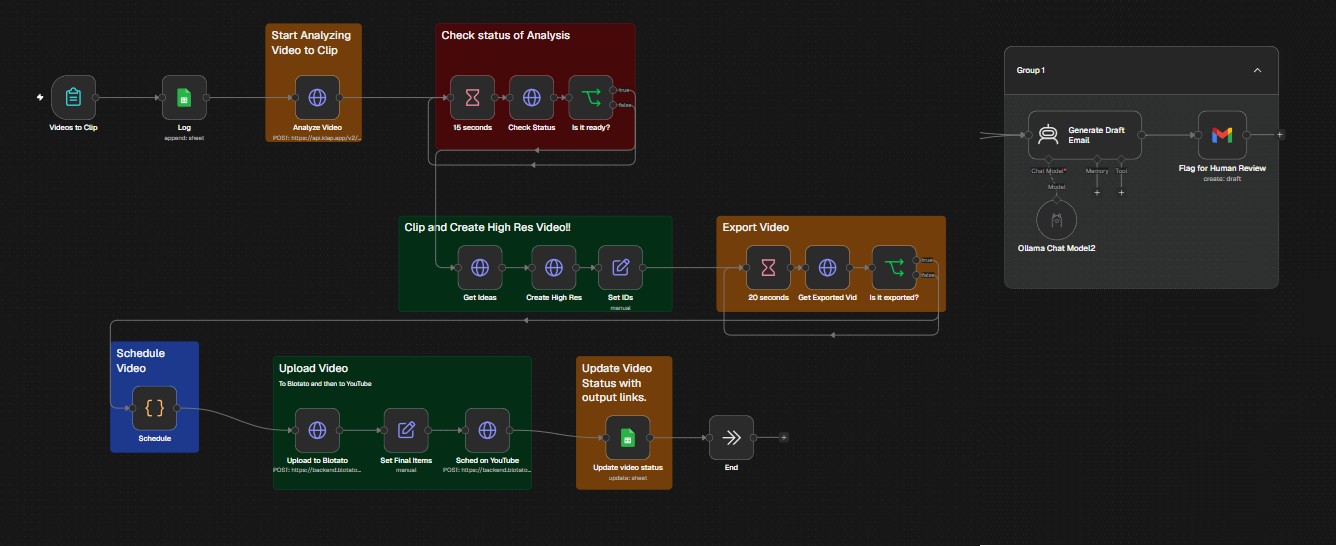 Start Analyzing
Video to Clip
Check status of Analysis
Group 1
true
false
Videos to Clip
Log
append: sheet
Analyze Video
POST: https://api.klap.app/v2/...
15 seconds
Check Status
Is it ready?
Generate Draft
Email
Chat Model*
Memory
Tool
Model
Flag for Human Review
create: draft
Ollama Chat Model2
Clip and Create High Res Video!!
Export Video
true
false
Get Ideas
Create High Res
Set IDs
manual
20 seconds
Get Exported Vid
Is it exported?
Schedule
Video
Schedule
Upload Video
To Blotato and then to YouTube
Upload to Blotato
POST: https://backend.blotato...
Set Final Items
manual
Sched on YouTube
POST: https://backend.blotato...
Update Video
Status with
output links.
Update video status
update: sheet
End